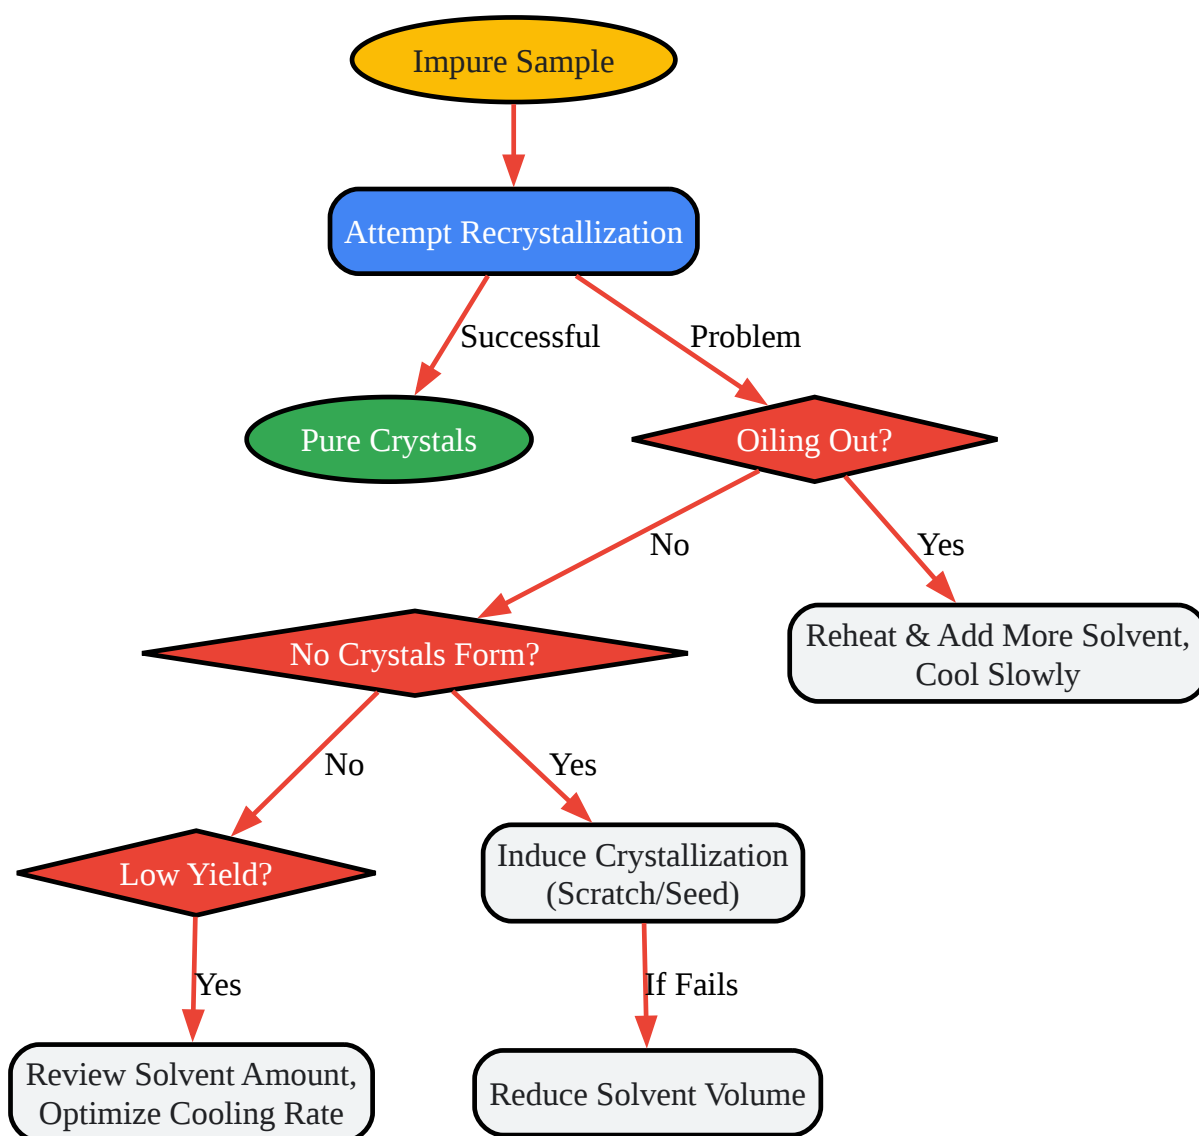 Impure Sample
Attempt Recrystallization
Successful
Problem
Pure Crystals
Oiling Out?
No
Yes
Reheat & Add More Solvent,
Cool Slowly
No Crystals Form?
No
Yes
Low Yield?
Induce Crystallization
(Scratch/Seed)
Yes
If Fails
Review Solvent Amount,
Optimize Cooling Rate
Reduce Solvent Volume